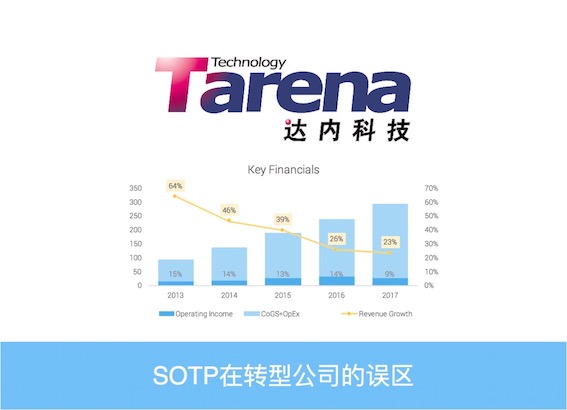 Technology
Tarena
达内科技
Key Financials
350 70%
300 60%
250 50%
200 40%
150 30%
100 20%
50 10%
0 0%
64% 46% 39% 26% 23%
15% 14% 13% 14% 9%
2013 2014 2015 2016 2017
Operating Income CoGS+OpEx Revenue Growth
SOTP在转型公司的误区